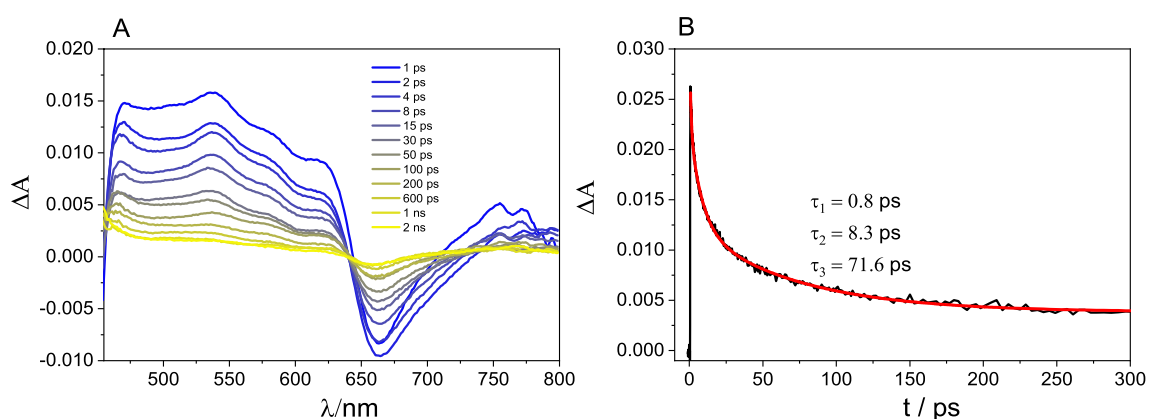 A
0.020
0.015
0.010
0.005
0.000
-0.005
-0.010
ΔA
500
550
600
650
700
750
800
λ/nm
1 ps
2 ps
4 ps
8 ps
15 ps
30 ps
50 ps
100 ps
200 ps
600 ps
1 ns
2 ns
B
0.030
0.025
0.020
0.015
0.010
0.005
0.000
ΔA
0
50
100
150
200
250
300
t / ps
τ₁ = 0.8 ps
τ₂ = 8.3 ps
τ₃ = 71.6 ps